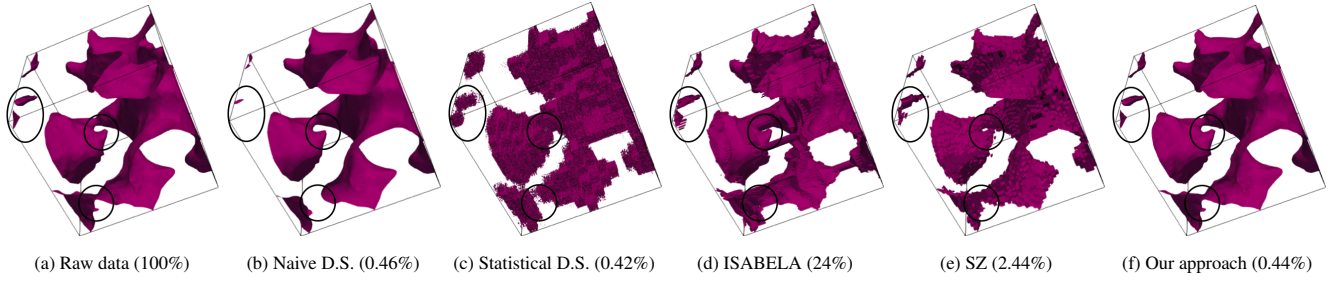 (a) Raw data (100%)
(b) Naive D.S. (0.46%)
(c) Statistical D.S. (0.42%)
(d) ISABELA (24%)
(e) SZ (2.44%)
(f) Our approach (0.44%)